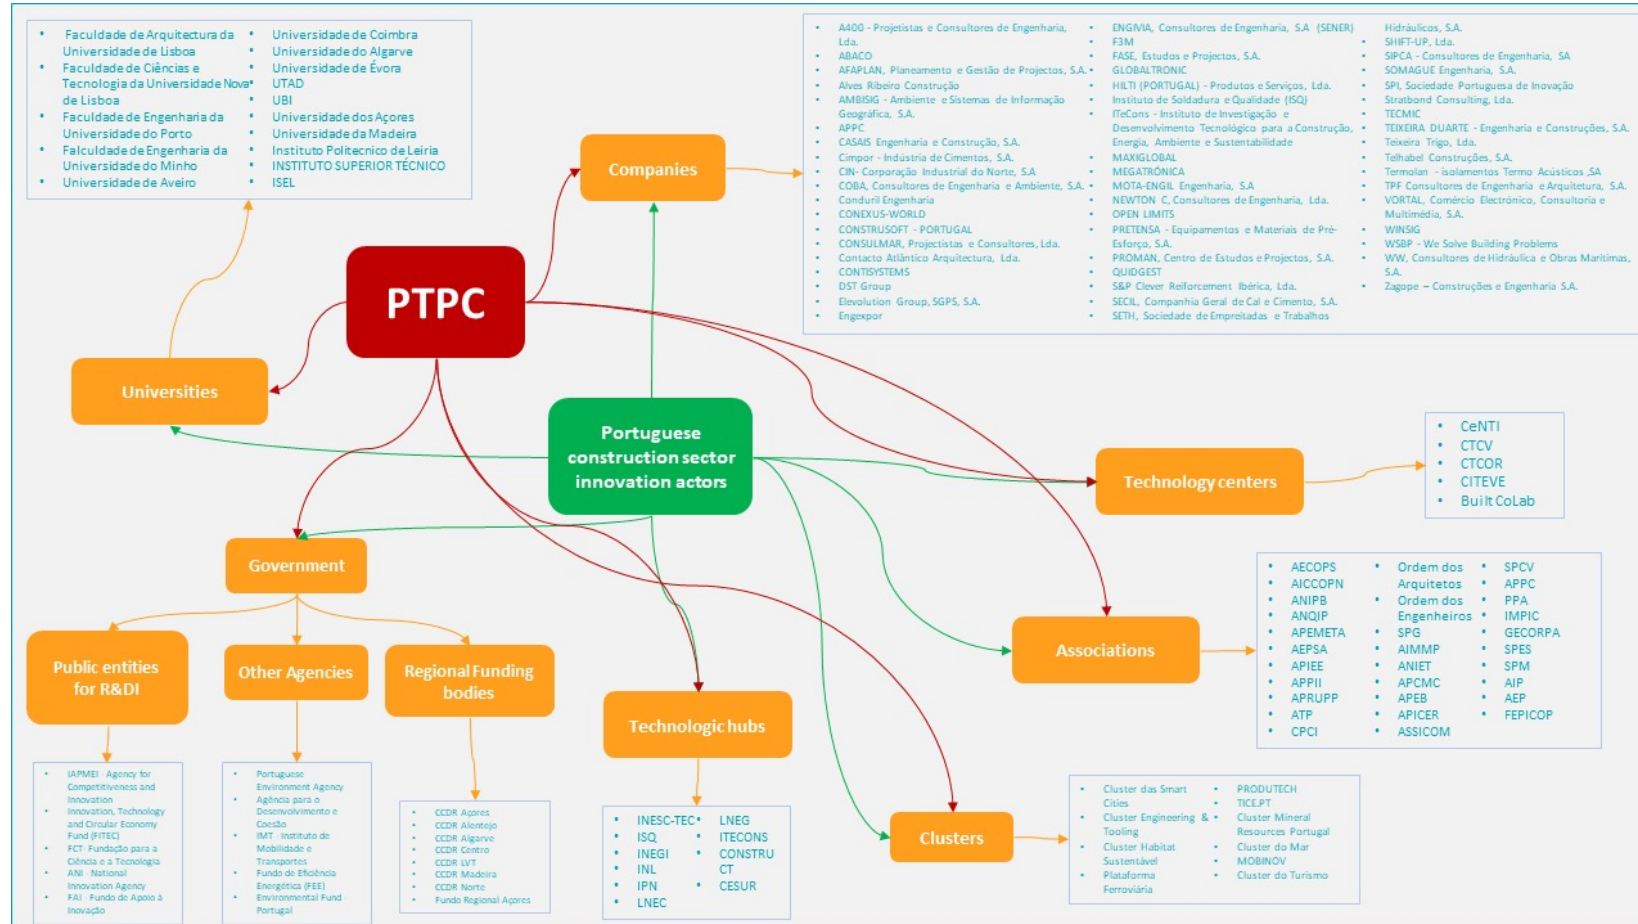 Faculdade de Arquitectura da
Universidade de Lisboa
Faculdade de Ciências e
Tecnologia da Universidade Nova
de Lisboa
Faculdade de Engenharia da
Universidade do Porto
Falculdade de Engenharia da
Universidade do Minho
Universidade de Aveiro
Universidade de Coimbra
Universidade do Algarve
Universidade de Évora
UTAD
UBI
Universidade dos Açores
Universidade da Madeira
Instituto Politecnico de Leiria
INSTITUTO SUPERIOR TÉCNICO
ISEL
A400 - Projetistas e Consultores de Engenharia,
Lda.
ABACO
AFAPLAN, Planeamento e Gestão de Projectos, S.A.
Alves Ribeiro Construção
AMBISIG - Ambiente e Sistemas de Informação
Geográfica, S.A.
APPC
CASAIS Engenharia e Construção, S.A.
Cimpor - Indústria de Cimentos, S.A.
CIN- Corporação Industrial do Norte, S.A
COBA, Consultores de Engenharia e Ambiente, S.A.
Conduril Engenharia
CONEXUS-WORLD
CONSTRUSOFT - PORTUGAL
CONSULMAR, Projectistas e Consultores, Lda.
Contacto Atlântico Arquitectura, Lda.
CONTISYSTEMS
DST Group
Elevolution Group, SGPS, S.A.
Engexpor
ENGIVIA, Consultores de Engenharia, S.A (SENER)
F3M
FASE, Estudos e Projectos, S.A.
GLOBALTRONIC
HILTI (PORTUGAL) - Produtos e Serviços, Lda.
Instituto de Soldadura e Qualidade (ISQ)
ITeCons - Instituto de Investigação e
Desenvolvimento Tecnológico para a Construção,
Energia, Ambiente e Sustentabilidade
MAXIGLOBAL
MEGATRÓNICA
MOTA-ENGIL Engenharia, S.A
NEWTON C, Consultores de Engenharia, Lda.
OPEN LIMITS
PRETENSA - Equipamentos e Materiais de Pré-
Esforço, S.A.
PROMAN, Centro de Estudos e Projectos, S.A.
QUIDGEST
S&P Clever Reiforcement Ibérica, Lda.
SECIL, Companhia Geral de Cal e Cimento, S.A.
SETH, Sociedade de Empreitadas e Trabalhos
Hidráulicos, S.A.
SHIFT-UP, Lda.
SIPCA - Consultores de Engenharia, SA
SOMAGUE Engenharia, S.A.
SPI, Sociedade Portuguesa de Inovação
Stratbond Consulting, Lda.
TECMIC
TEIXEIRA DUARTE - Engenharia e Construções, S.A.
Teixeira Trigo, Lda.
Telhabel Construções, S.A.
Termolan - isolamentos Termo Acústicos ,SA
TPF Consultores de Engenharia e Arquitetura, S.A.
VORTAL, Comércio Electrónico, Consultoria e
Multimédia, S.A.
WINSIG
WSBP - We Solve Building Problems
WW, Consultores de Hidráulica e Obras Marítimas,
S.A.
Zagope – Construções e Engenharia S.A.
Companies
PTPC
Universities
Portuguese
construction sector
innovation actors
Technology centers
CeNTI
CTCV
CTCOR
CITEVE
Built CoLab
Government
Public entities
for R&DI
Other Agencies
Regional Funding
bodies
Associations
AECOPS
AICCOPN
ANIPB
ANQIP
APEMETA
AEPSA
APIEE
APPII
APRUPP
ATP
CPCI
Ordem dos
Arquitetos
Ordem dos
Engenheiros
SPG
AIMMP
ANIET
APCMC
APEB
APICER
ASSICOM
SPCV
APPC
PPA
IMPIC
GECORPA
SPES
SPM
AIP
AEP
FEPICOP
Technologic hubs
IAPMEI - Agency for
Competitiveness and
Innovation
Innovation, Technology
and Circular Economy
Fund (FITEC)
FCT- Fundação para a
Ciência e a Tecnologia
ANI - National
Innovation Agency
FAI - Fundo de Apoio à
Inovação
Portuguese
Environment Agency
Agência para o
Desenvolvimento e
Coesão
IMT - Instituto de
Mobilidade e
Transportes
Fundo de Eficiência
Energética (FEE)
Environmental Fund -
Portugal
CCDR Açores
CCDR Alentejo
CCDR Algarve
CCDR Centro
CCDR LVT
CCDR Madeira
CCDR Norte
Fundo Regional Açores
INESC-TEC
ISQ
INEGI
INL
IPN
LNEC
LNEG
ITECONS
CONSTRU
CT
CESUR
Clusters
Cluster das Smart
Cities
Cluster Engineering &
Tooling
Cluster Habitat
Sustentável
Plataforma
Ferroviária
PRODUTECH
TICE.PT
Cluster Mineral
Resources Portugal
Cluster do Mar
MOBINOV
Cluster do Turismo